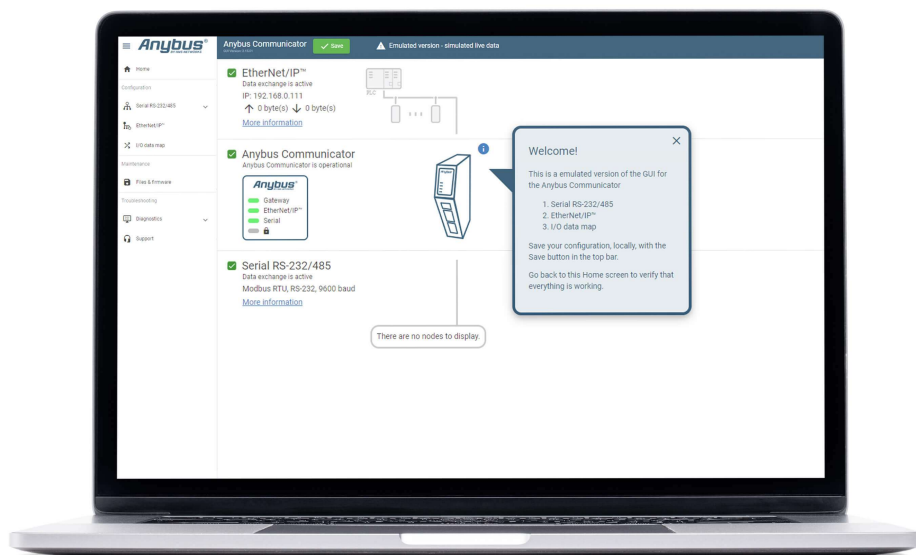 Anybus®
BY HMS NETWORKS
Anybus Communicator
Save
Emulated version - simulated live data
Home
Configuration
Serial RS-232/485
EtherNet/IP™
I/O data map
Maintenance
Files & firmware
Troubleshooting
Diagnostics
Support
EtherNet/IP™
Data exchange is active
IP: 192.168.0.111
0 byte(s) 0 byte(s)
More information
PLC
Anybus Communicator
Anybus Communicator is operational
Anybus®
Gateway
EtherNet/IP™
Serial
Serial RS-232/485
Data exchange is active
Modbus RTU, RS-232, 9600 baud
More information
There are no nodes to display.
Welcome!
This is a emulated version of the GUI for
the Anybus Communicator
1. Serial RS-232/485
2. EtherNet/IP™
3. I/O data map
Save your configuration, locally, with the
Save button in the top bar.
Go back to this Home screen to verify that
everything is working.